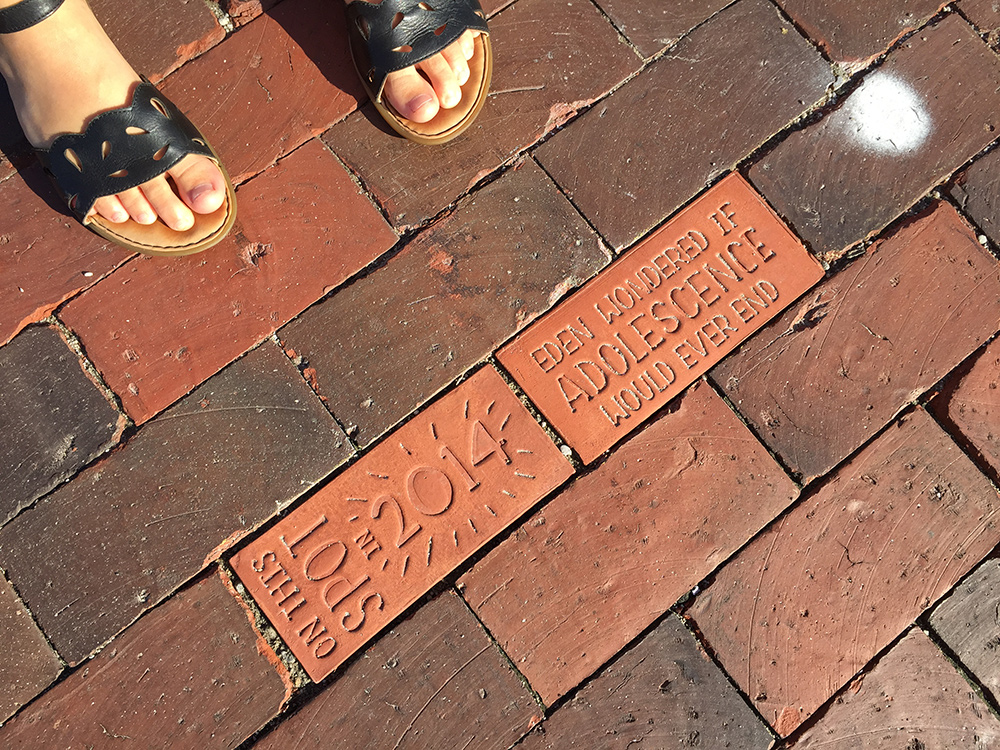 ON THIS
SPOT
IN 2014
EDEN WONDERED IF
ADOLESCENCE
WOULD EVER END